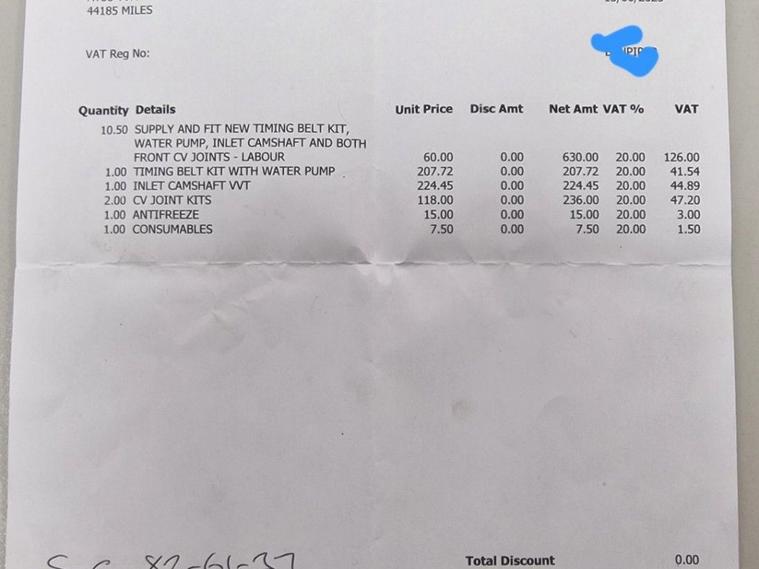 44185 MILES
VAT Reg No:
Quantity Details Unit Price Disc Amt Net Amt VAT % VAT
10.50 SUPPLY AND FIT NEW TIMING BELT KIT,
WATER PUMP, INLET CAMSHAFT AND BOTH
FRONT CV JOINTS - LABOUR 60.00 0.00 630.00 20.00 126.00
1.00 TIMING BELT KIT WITH WATER PUMP 207.72 0.00 207.72 20.00 41.54
1.00 INLET CAMSHAFT VVT 224.45 0.00 224.45 20.00 44.89
2.00 CV JOINT KITS 118.00 0.00 236.00 20.00 47.20
1.00 ANTIFREEZE 15.00 0.00 15.00 20.00 3.00
1.00 CONSUMABLES 7.50 0.00 7.50 20.00 1.50
Total Discount 0.00